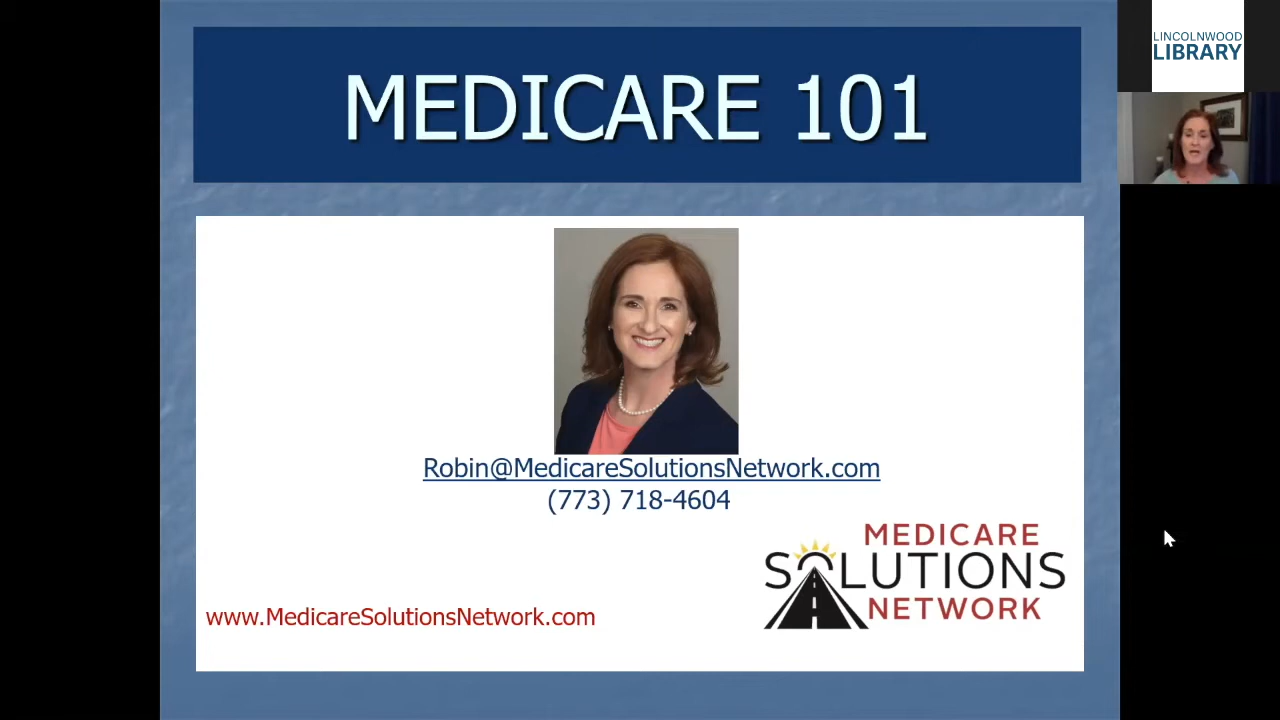 MEDICARE 101
LINCOLNWOOD
LIBRARY
Robin@MedicareSolutionsNetwork.com
(773) 718-4604
MEDICARE
SOLUTIONS
NETWORK
www.MedicareSolutionsNetwork.com